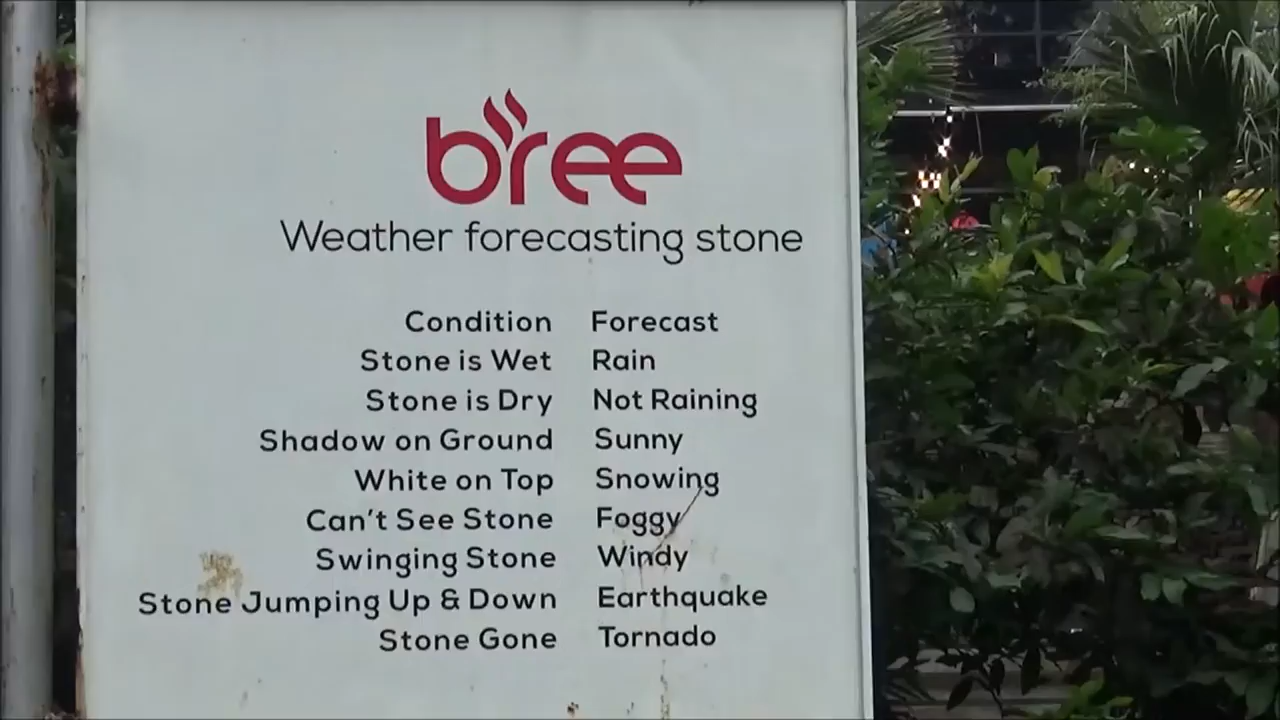 bree
Weather forecasting stone
Condition Forecast
Stone is Wet Rain
Stone is Dry Not Raining
Shadow on Ground Sunny
White on Top Snowing
Can't See Stone Foggy
Swinging Stone Windy
Stone Jumping Up & Down Earthquake
Stone Gone Tornado